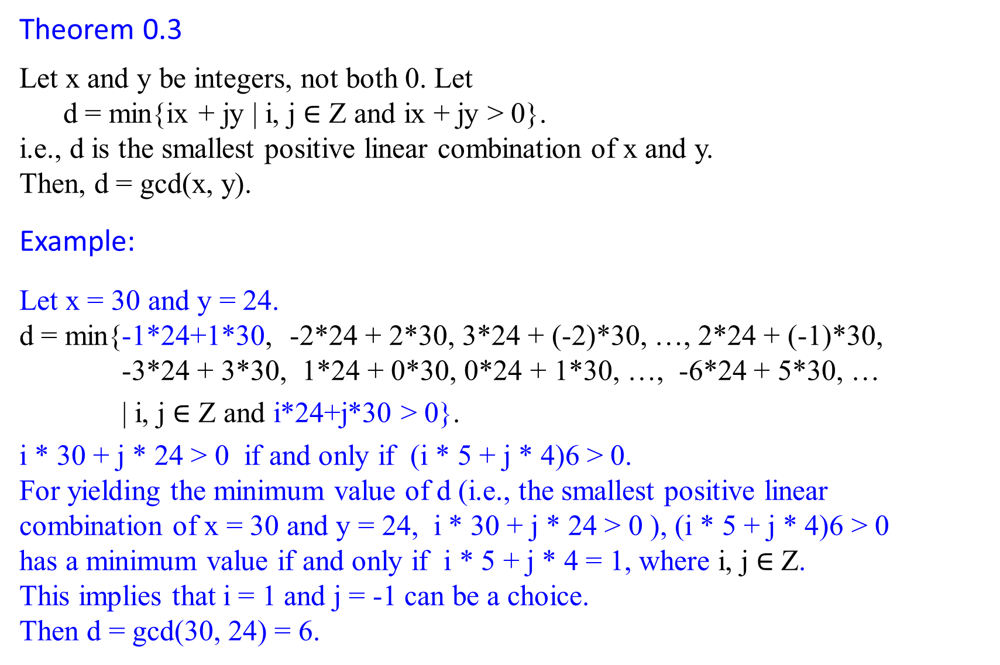 Theorem 0.3
Let x and y be integers, not both 0. Let
d = min{ix + jy | i, j ∈ Z and ix + jy > 0}.
i.e., d is the smallest positive linear combination of x and y.
Then, d = gcd(x, y).
Example:
Let x = 30 and y = 24.
d = min{-1*24+1*30, -2*24 + 2*30, 3*24 + (-2)*30, …, 2*24 + (-1)*30,
-3*24 + 3*30, 1*24 + 0*30, 0*24 + 1*30, …, -6*24 + 5*30, …
| i, j ∈ Z and i*24+j*30 > 0}.
i * 30 + j * 24 > 0 if and only if (i * 5 + j * 4)6 > 0.
For yielding the minimum value of d (i.e., the smallest positive linear
combination of x = 30 and y = 24, i * 30 + j * 24 > 0 ), (i * 5 + j * 4)6 > 0
has a minimum value if and only if i * 5 + j * 4 = 1, where i, j ∈ Z.
This implies that i = 1 and j = -1 can be a choice.
Then d = gcd(30, 24) = 6.